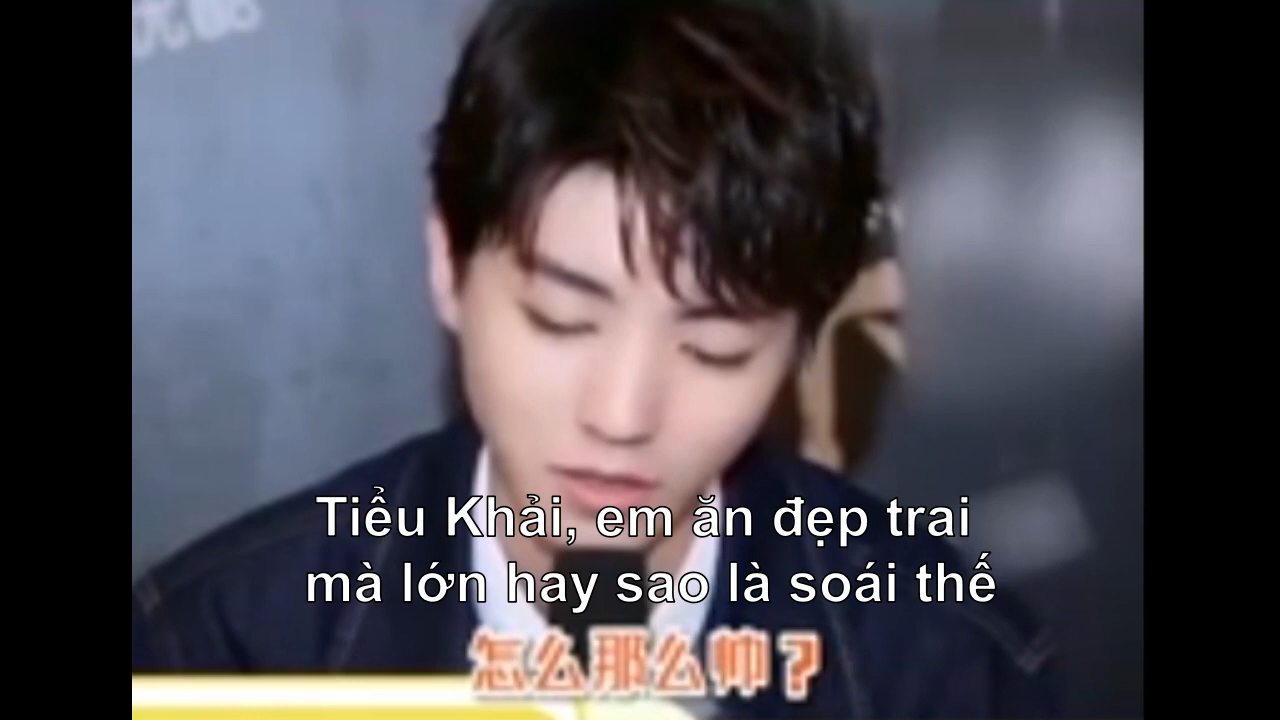 Tiểu Khải, em ăn đẹp trai
mà lớn hay sao là soái thế
怎么那么帅?